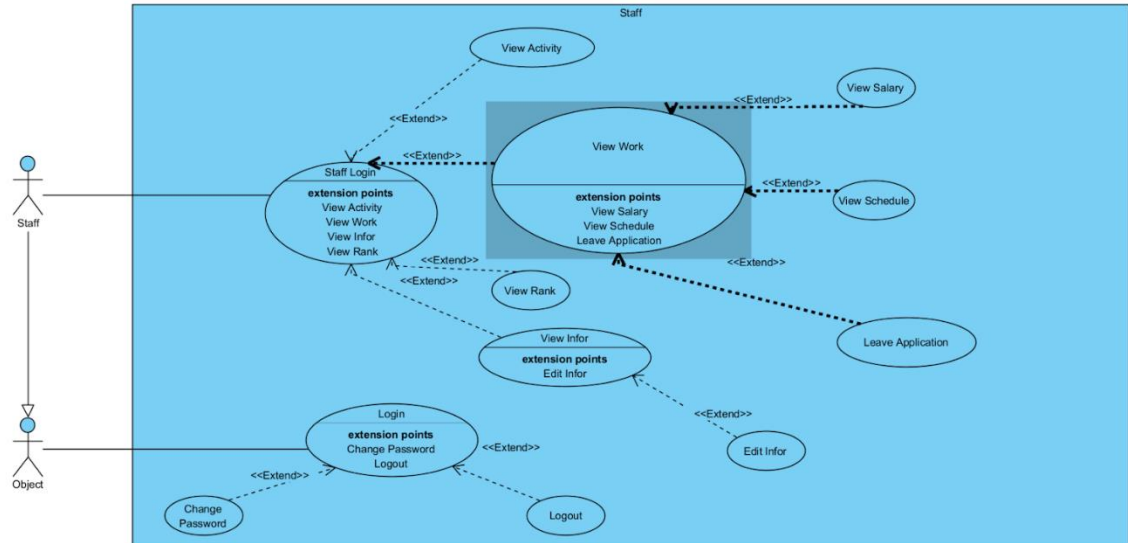 Staff
View Activity
<<Extend>>
View Salary
<<Extend>>
View Work
<<Extend>>
Staff Login
extension points
View Activity
View Work
View Infor
View Rank
Staff
extension points
View Salary
View Schedule
Leave Application
<<Extend>>
View Schedule
<<Extend>>
<<Extend>>
<<Extend>>
View Rank
View Infor
extension points
Edit Infor
Leave Application
<<Extend>>
Login
extension points
Change Password
Logout
<<Extend>>
Edit Infor
<<Extend>>
Object
Change
Password
Logout